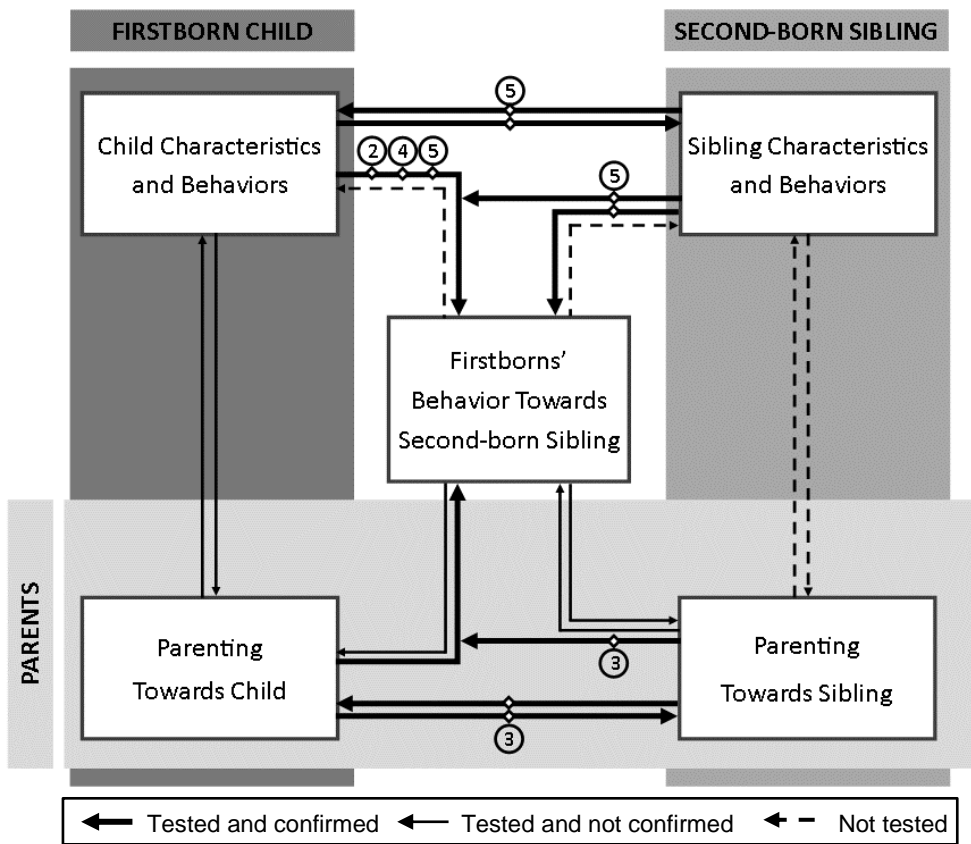 FIRSTBORN CHILD
SECOND-BORN SIBLING
5
Child Characteristics
and Behaviors
Sibling Characteristics
and Behaviors
2 4 5
5
Firstborns’
Behavior Towards
Second-born Sibling
PARENTS
Parenting
Towards Child
3
Parenting
Towards Sibling
3
Tested and confirmed
Tested and not confirmed
Not tested